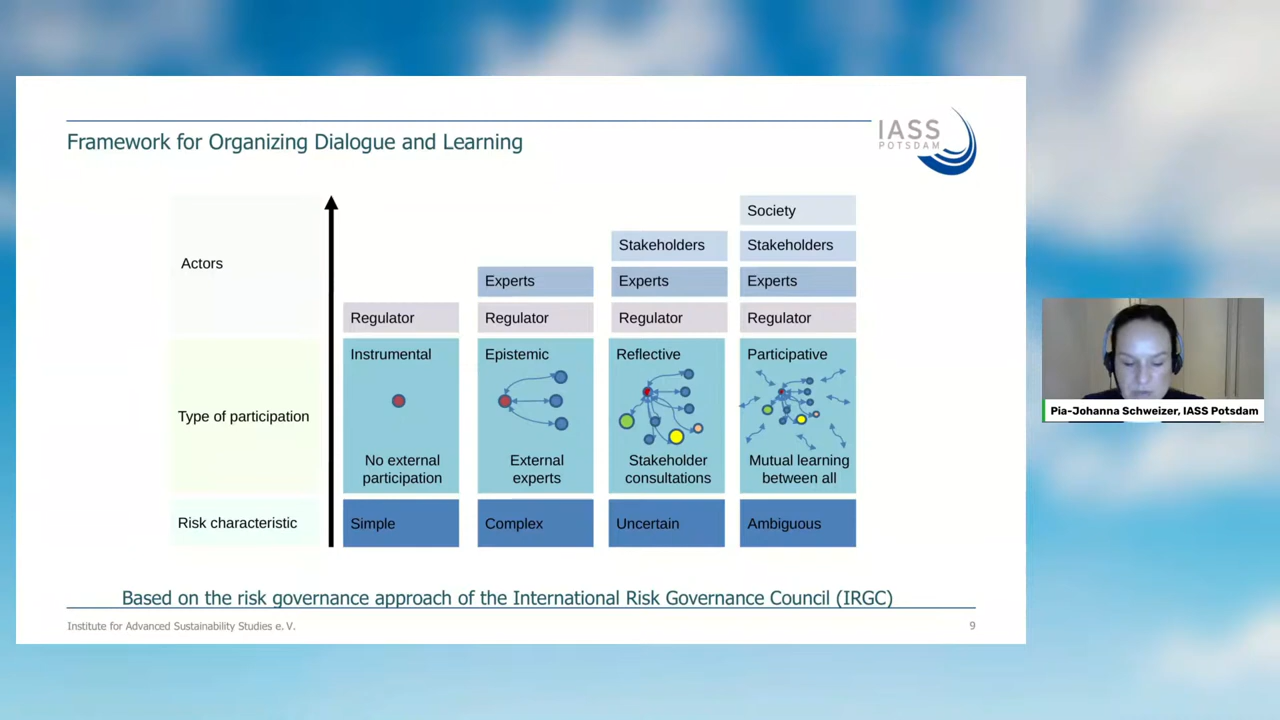 Framework for Organizing Dialogue and Learning
IASS
POTSDAM
Actors
Society
Stakeholders
Stakeholders
Experts
Experts
Experts
Regulator
Regulator
Regulator
Regulator
Type of participation
Instrumental
No external
participation
Epistemic
External
experts
Reflective
Stakeholder
consultations
Participative
Mutual learning
between all
Risk characteristic
Simple
Complex
Uncertain
Ambiguous
Based on the risk governance approach of the International Risk Governance Council (IRGC)
Institute for Advanced Sustainability Studies e. V.
9
Pia-Johanna Schweizer, IASS Potsdam